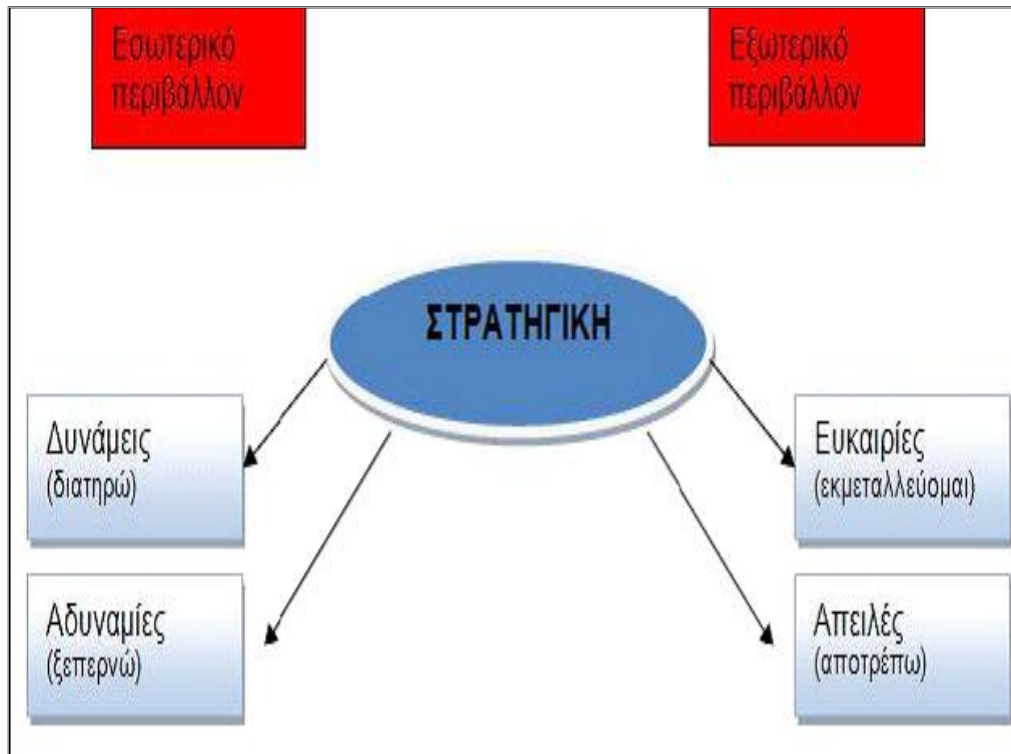 Εσωτερικό
περιβάλλον
Εξωτερικό
περιβάλλον
ΣΤΡΑΤΗΓΙΚΗ
Δυνάμεις
(διατηρώ)
Αδυναμίες
(ξεπερνώ)
Ευκαιρίες
(εκμεταλλεύομαι)
Απειλές
(αποτρέπω)